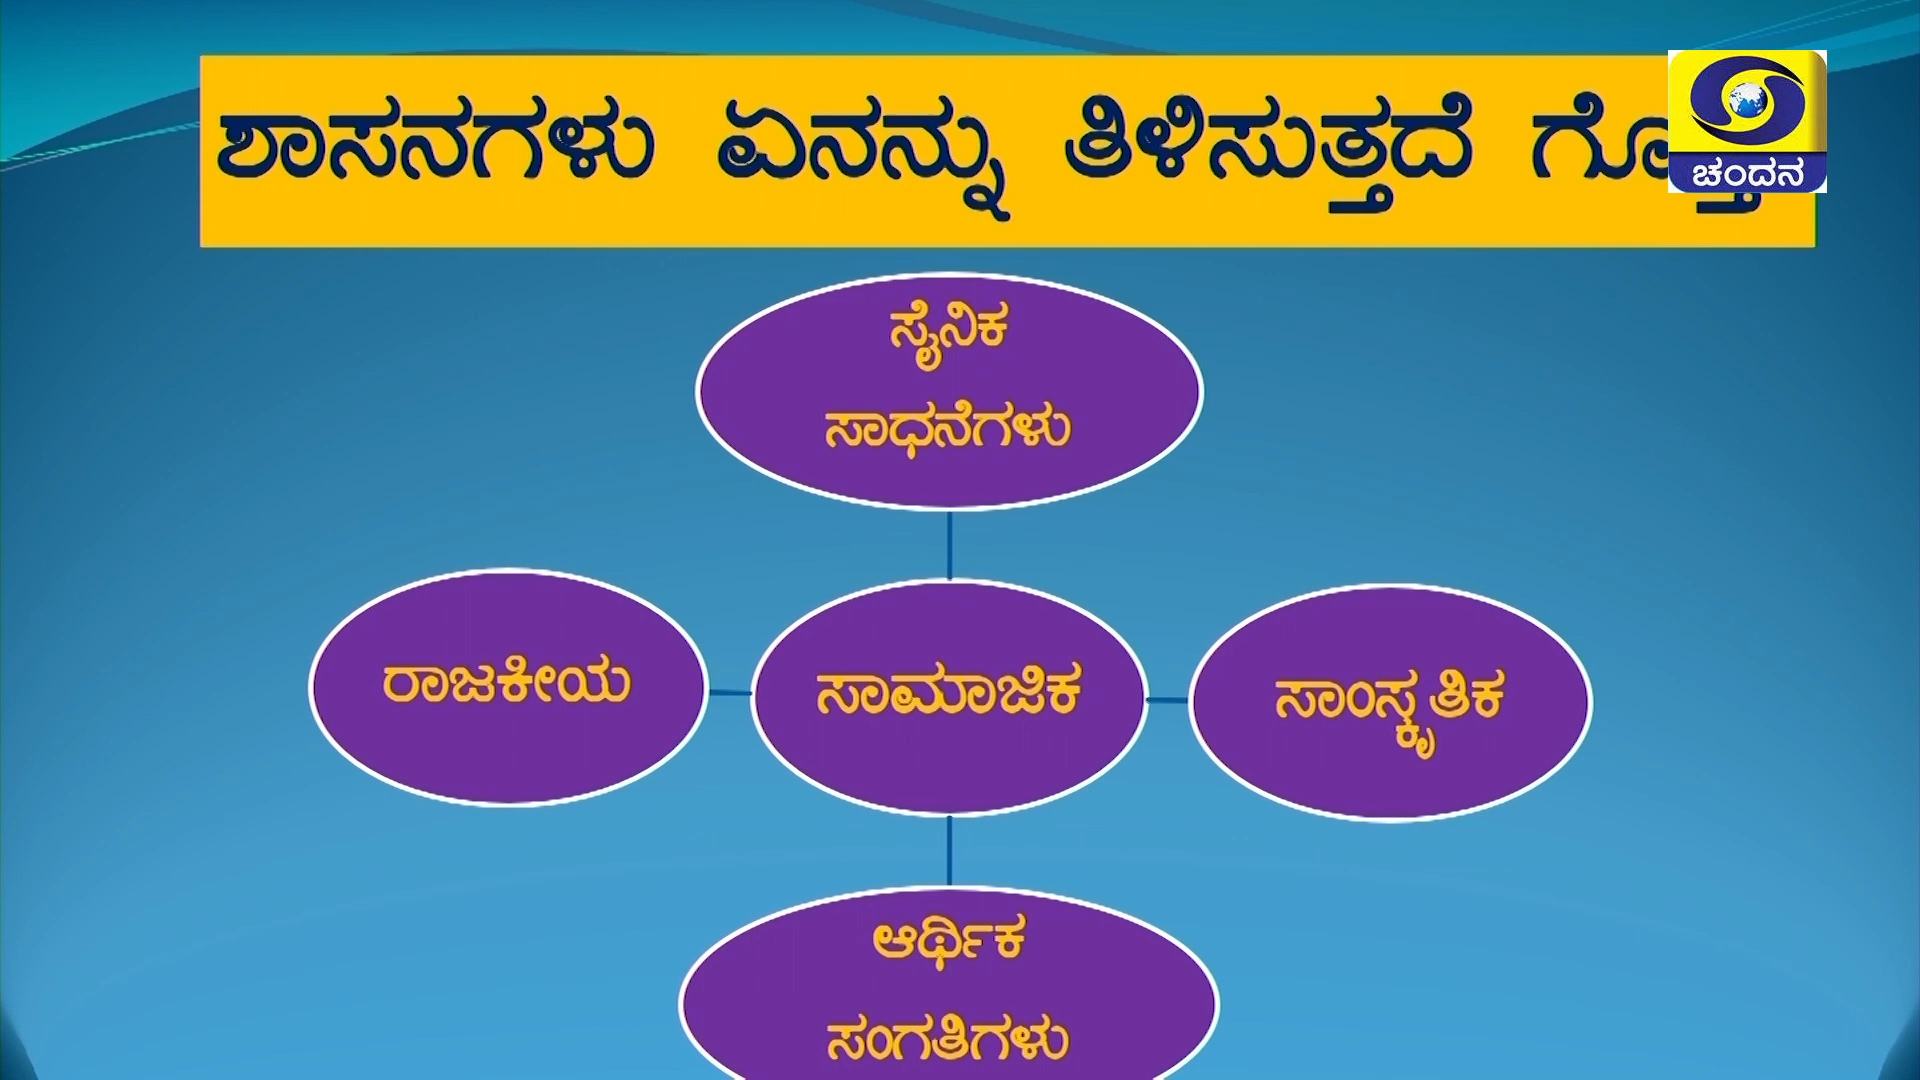 ಶಾಸನಗಳು ಏನನ್ನು ತಿಳಿಸುತ್ತದೆ
ಚಂದನ
ಸೈನಿಕ
ಸಾಧನೆಗಳು
ರಾಜಕೀಯ
ಸಾಮಾಜಿಕ
ಸಾಂಸ್ಕೃತಿಕ
ಆರ್ಥಿಕ
ಸಂಗತಿಗಳು